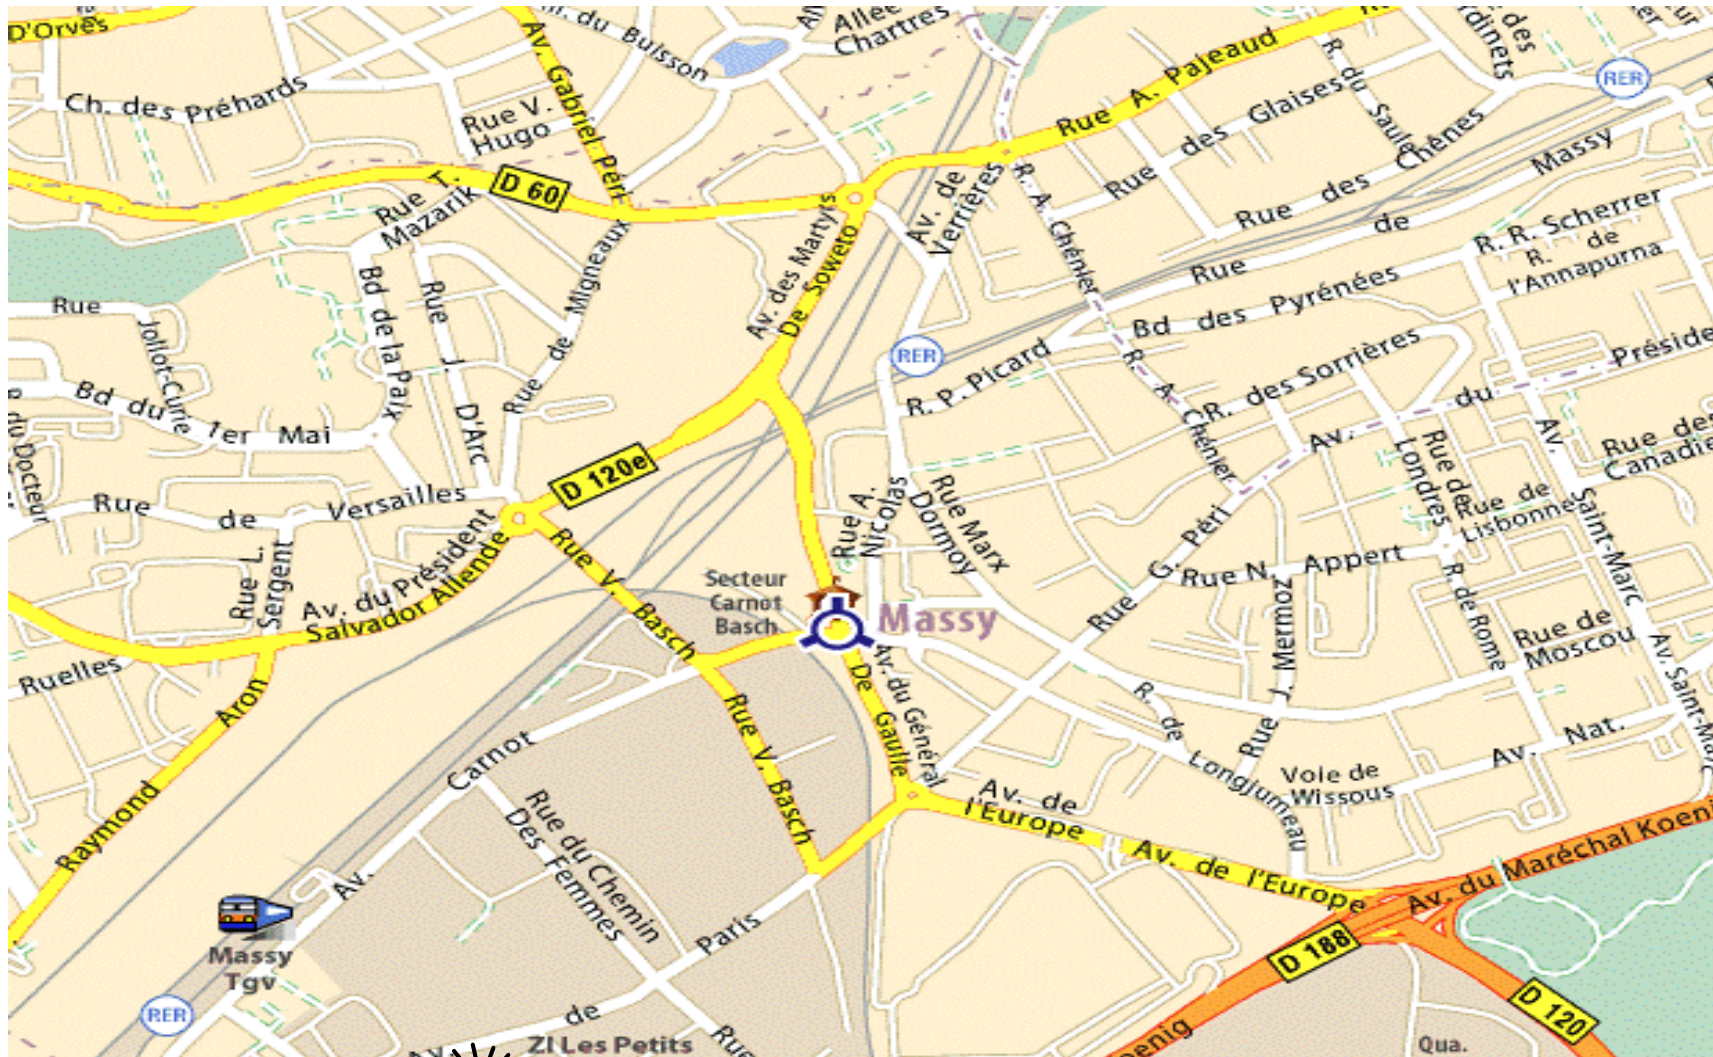 D'Orves
Av. Gabriel Péri
du Buisson
Allée
Chartres
Rue A. Pajeaud
R. du Saule
des
RER
Ch. des Préhards
Rue V.
Hugo
Rue des Glaises
Rue des Chênes
Rue de Massy
D 60
Rue T.
Mazarik
Av. des Martyrs
De Soweto
Av. de
Verrières
R. A. Chénier
R. R. Scherrer
R. de
l'Annapurna
Rue
Joliot-Curie
Bd de la Paix
Rue J. D'Arc
Rue de Migneaux
RER
R. P. Picard
Bd des Pyrénées
R. A. Chénier
R. des Sorrières
Av. du Préside
Bd du 1er Mai
du Docteur
Rue de Versailles
D 120e
Rue A.
Nicolas
Rue Marx
Dormoy
Rue de
Londres
Rue de
Lisbonne
Av. Saint-Marc
Rue des
Canadie
Rue L.
Sergent
Av. du Président
Salvador Allende
Rue V. Basch
Secteur
Carnot
Basch
Massy
Rue G. Péri
Rue N. Appert
Rue J. Mermoz
R. de Rome
Rue de
Moscou
Av. Saint-Marc
Ruelles
Raymond Aron
Av. Carnot
Rue V. Basch
Av. du Général
De Gaulle
R. de Longjumeau
Av. Nat.
Voie de
Wissous
Rue du Chemin
Des Femmes
Av. de
l'Europe
Av. de l'Europe
Av. du Maréchal Koeni
Massy
Tgv
RER
Av. de Paris
ZI Les Petits
Rue
D 188
D 120
oenig
Qua.